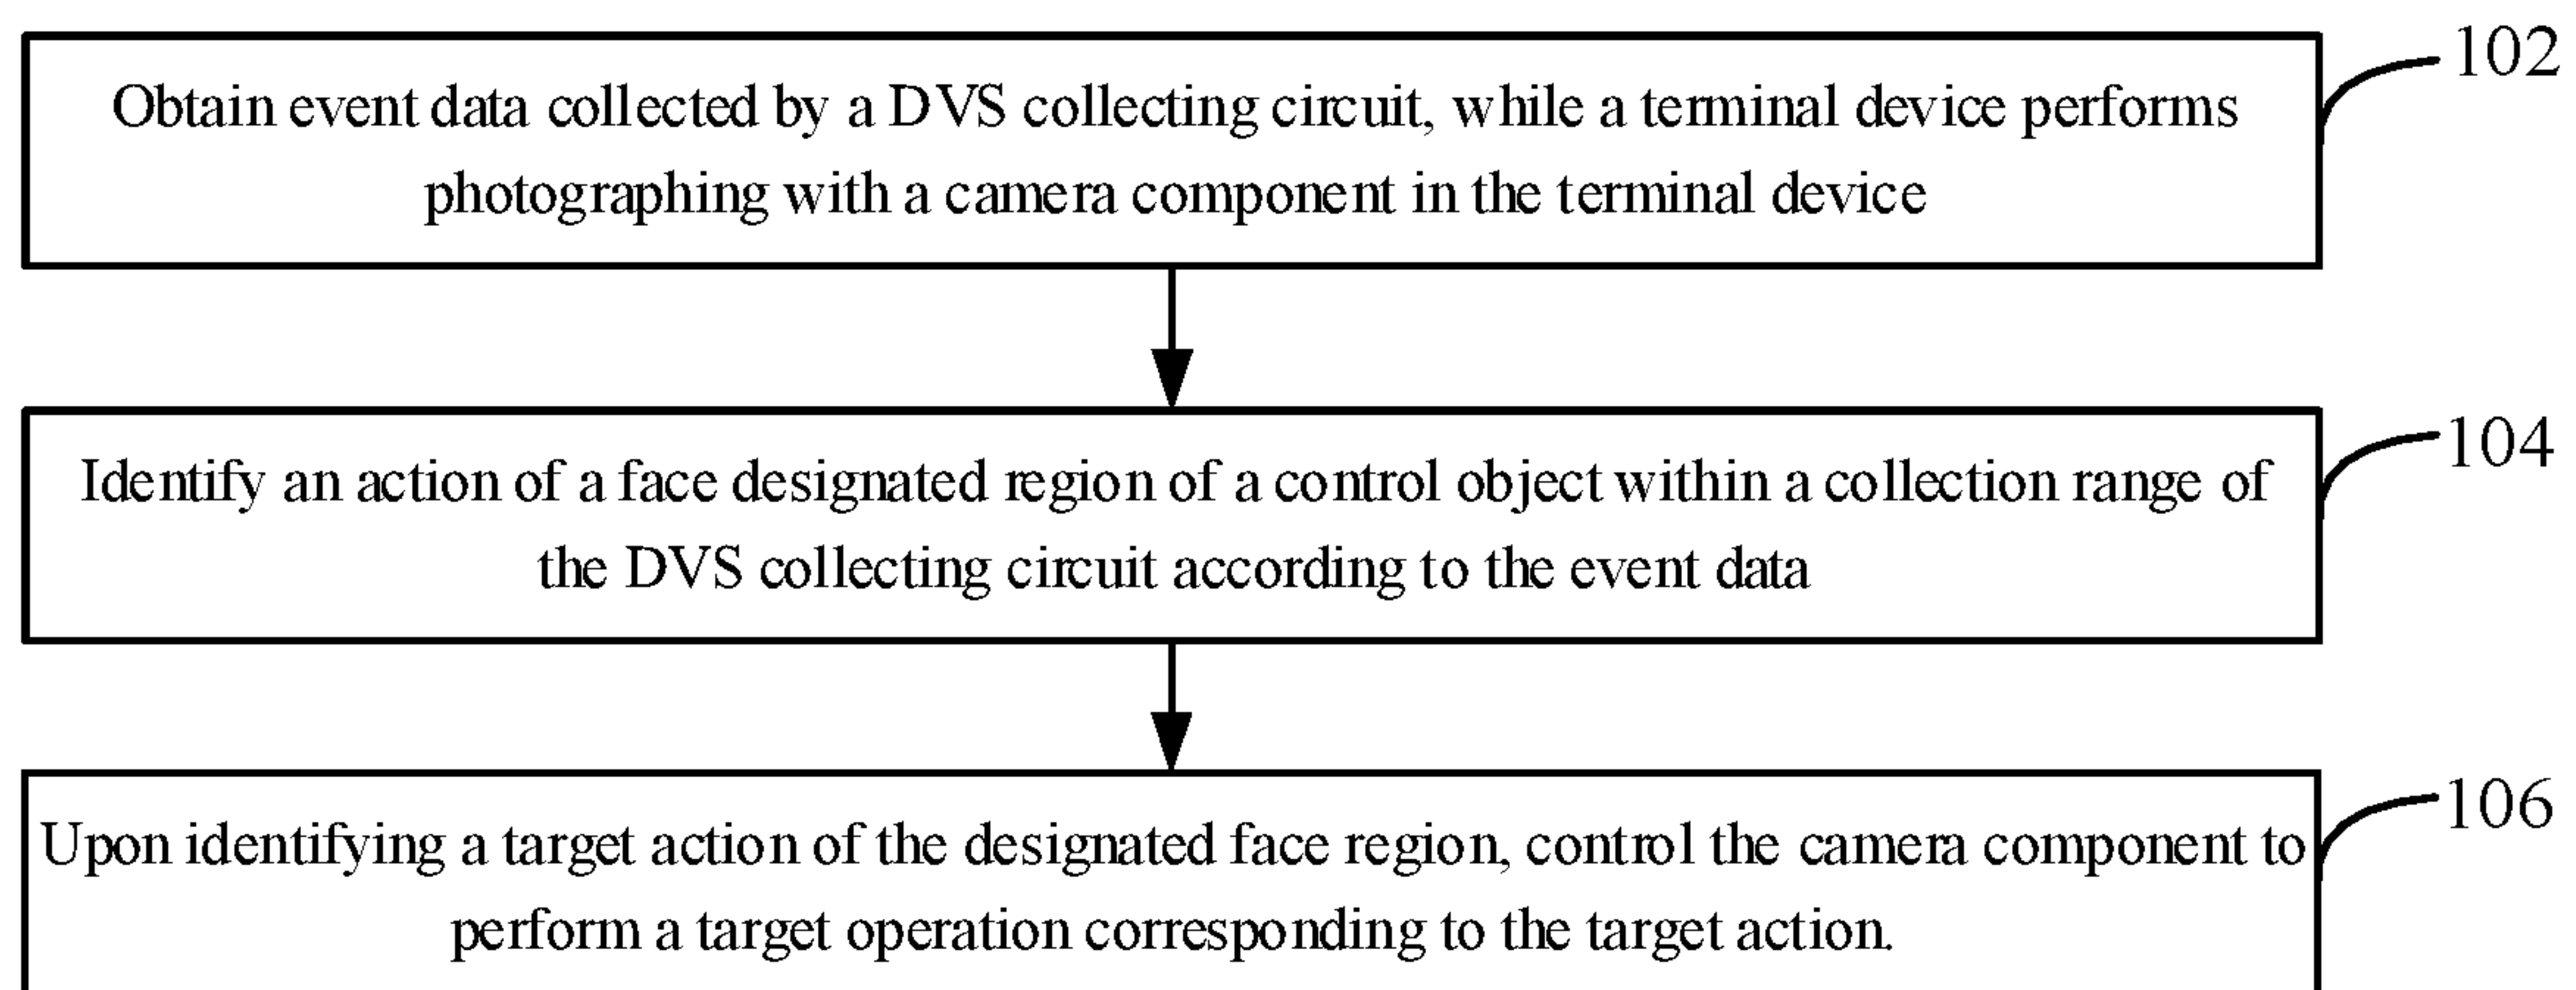 102
Obtain event data collected by a DVS collecting circuit, while a terminal device performs
photographing with a camera component in the terminal device
104
Identify an action of a face designated region of a control object within a collection range of
the DVS collecting circuit according to the event data
106
Upon identifying a target action of the designated face region, control the camera component to
perform a target operation corresponding to the target action.